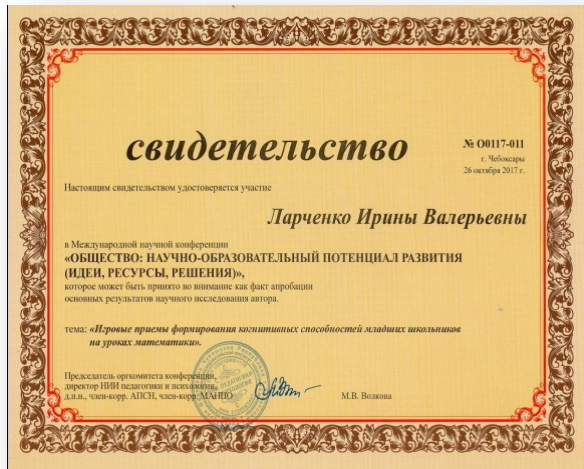 свидетельство
№ О0117-011
г. Чебоксары
26 октября 2017 г.
Настоящим свидетельством удостоверяется участие
Ларченко Ирины Валерьевны
в Международной научной конференции
«ОБЩЕСТВО: НАУЧНО-ОБРАЗОВАТЕЛЬНЫЙ ПОТЕНЦИАЛ РАЗВИТИЯ
(ИДЕИ, РЕСУРСЫ, РЕШЕНИЯ)»,
которое может быть принято во внимание как факт апробации
основных результатов научного исследования автора.
тема: «Игровые приемы формирования когнитивных способностей младших школьников
на уроках математики».
Председатель оргкомитета конференции,
директор НИИ педагогики и психологии,
д.п.н., член-корр. АПСН, член-корр. МАНПО
М.В. Волкова